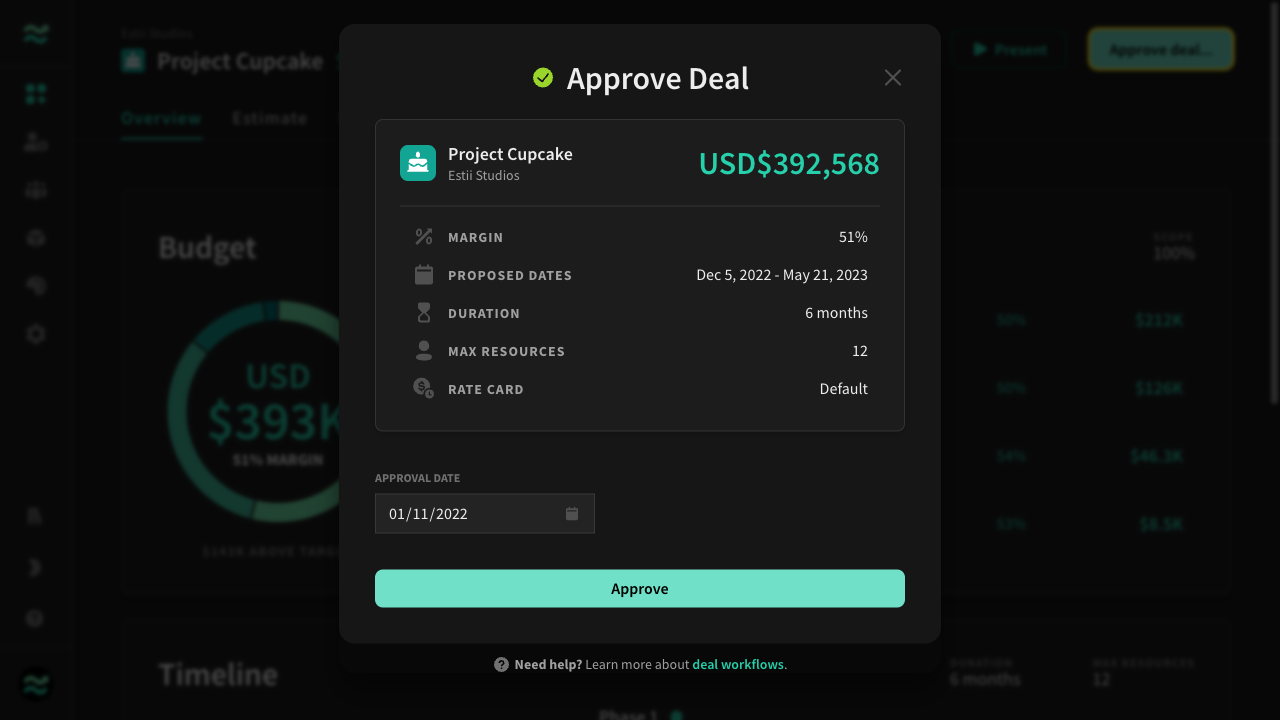 Estii Studios
Project Cupcake
Present
Approve deal...
Overview
Estimate
Approve Deal
Project Cupcake
Estii Studios
USD$392,568
MARGIN
51%
PROPOSED DATES
Dec 5, 2022 - May 21, 2023
DURATION
6 months
MAX RESOURCES
12
RATE CARD
Default
APPROVAL DATE
01/11/2022
Approve
Need help? Learn more about deal workflows.
Budget
SCOPE
100%
USD
$393K
51% MARGIN
50%
$212K
50%
$126K
$46.3K
53%
$8.5K
Timeline
DURATION
6 months
MAX RESOURCES
12
Phase 1